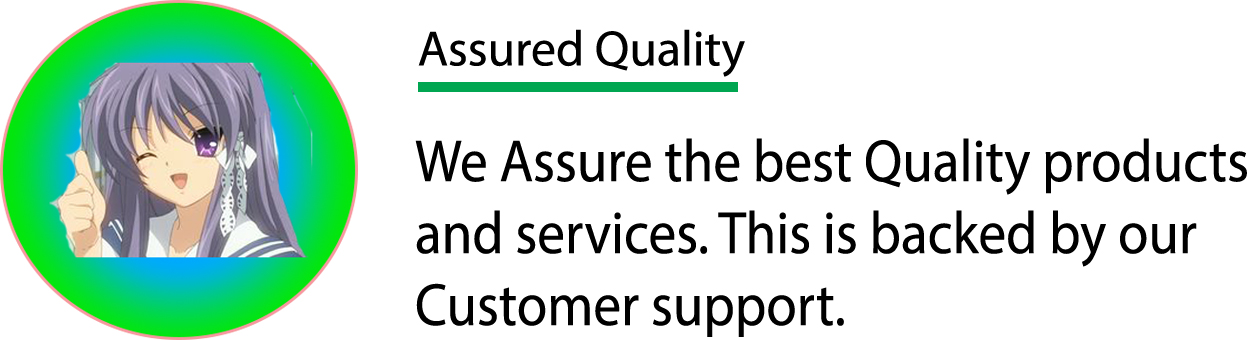 Assured Quality
We Assure the best Quality products
and services. This is backed by our
Customer support.